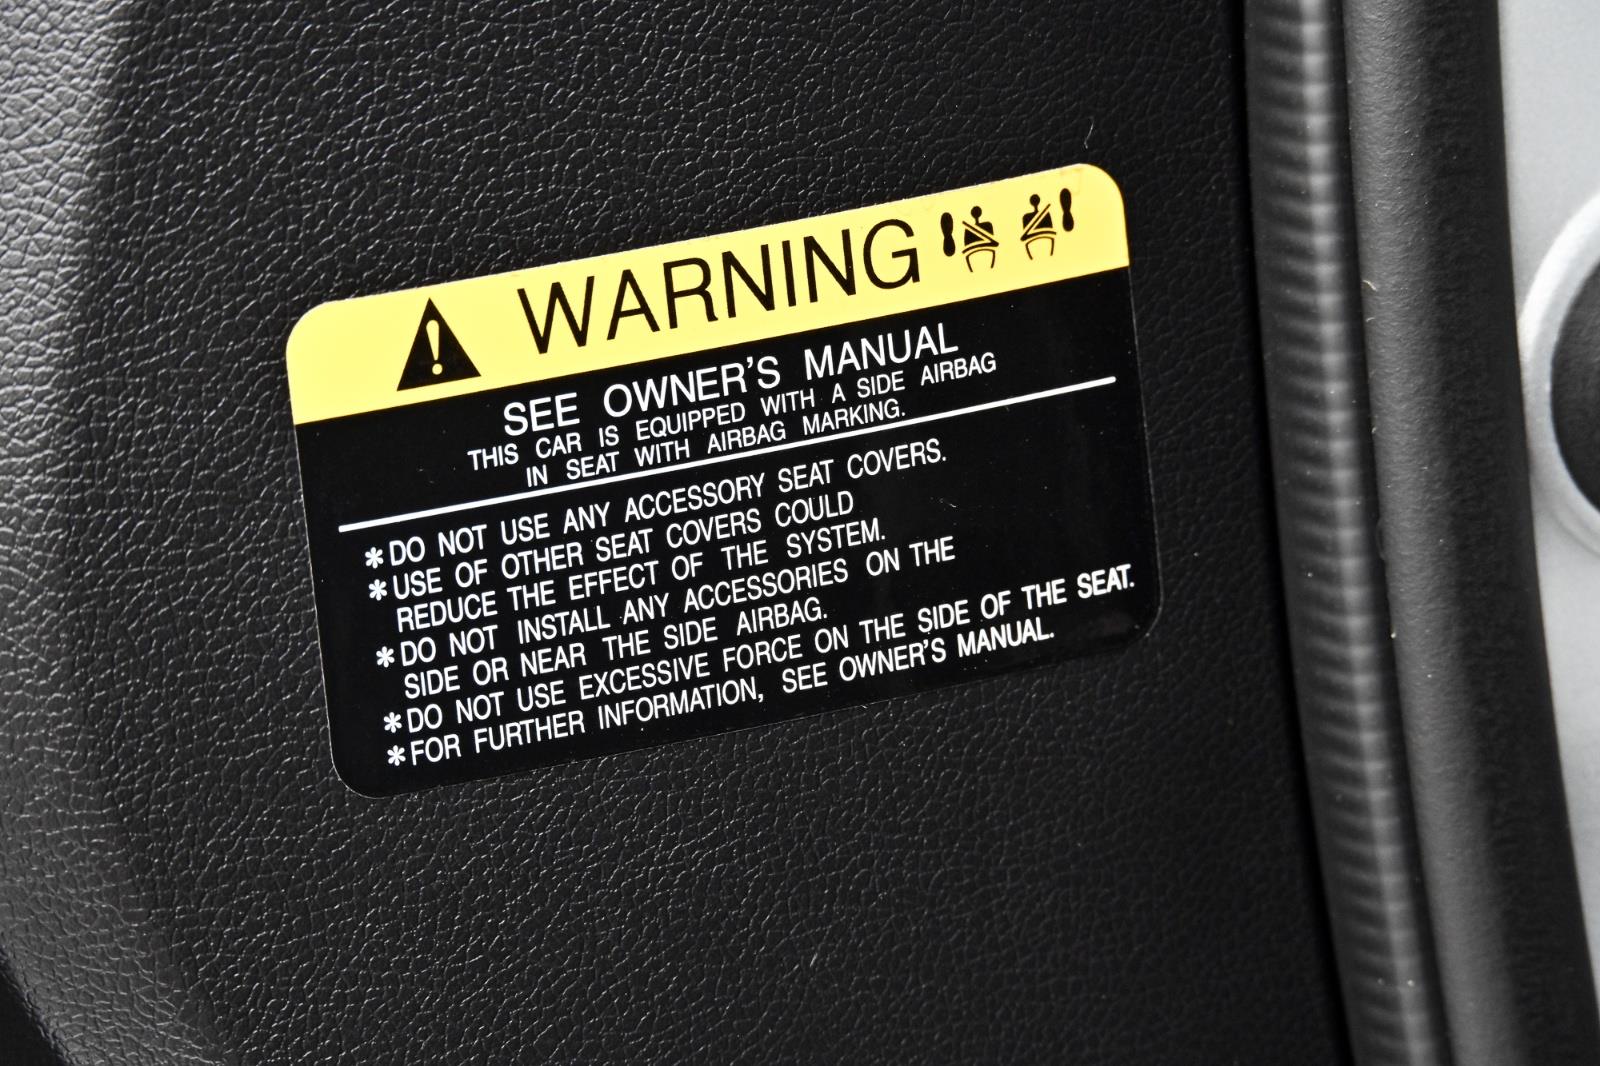 WARNING
SEE OWNER'S MANUAL
THIS CAR IS EQUIPPED WITH A SIDE AIRBAG
IN SEAT WITH AIRBAG MARKING.
*DO NOT USE ANY ACCESSORY SEAT COVERS.
*USE OF OTHER SEAT COVERS COULD
REDUCE THE EFFECT OF THE SYSTEM.
*DO NOT INSTALL ANY ACCESSORIES ON THE
SIDE OR NEAR THE SIDE AIRBAG.
*DO NOT USE EXCESSIVE FORCE ON THE SIDE OF THE SEAT.
*FOR FURTHER INFORMATION, SEE OWNER'S MANUAL.